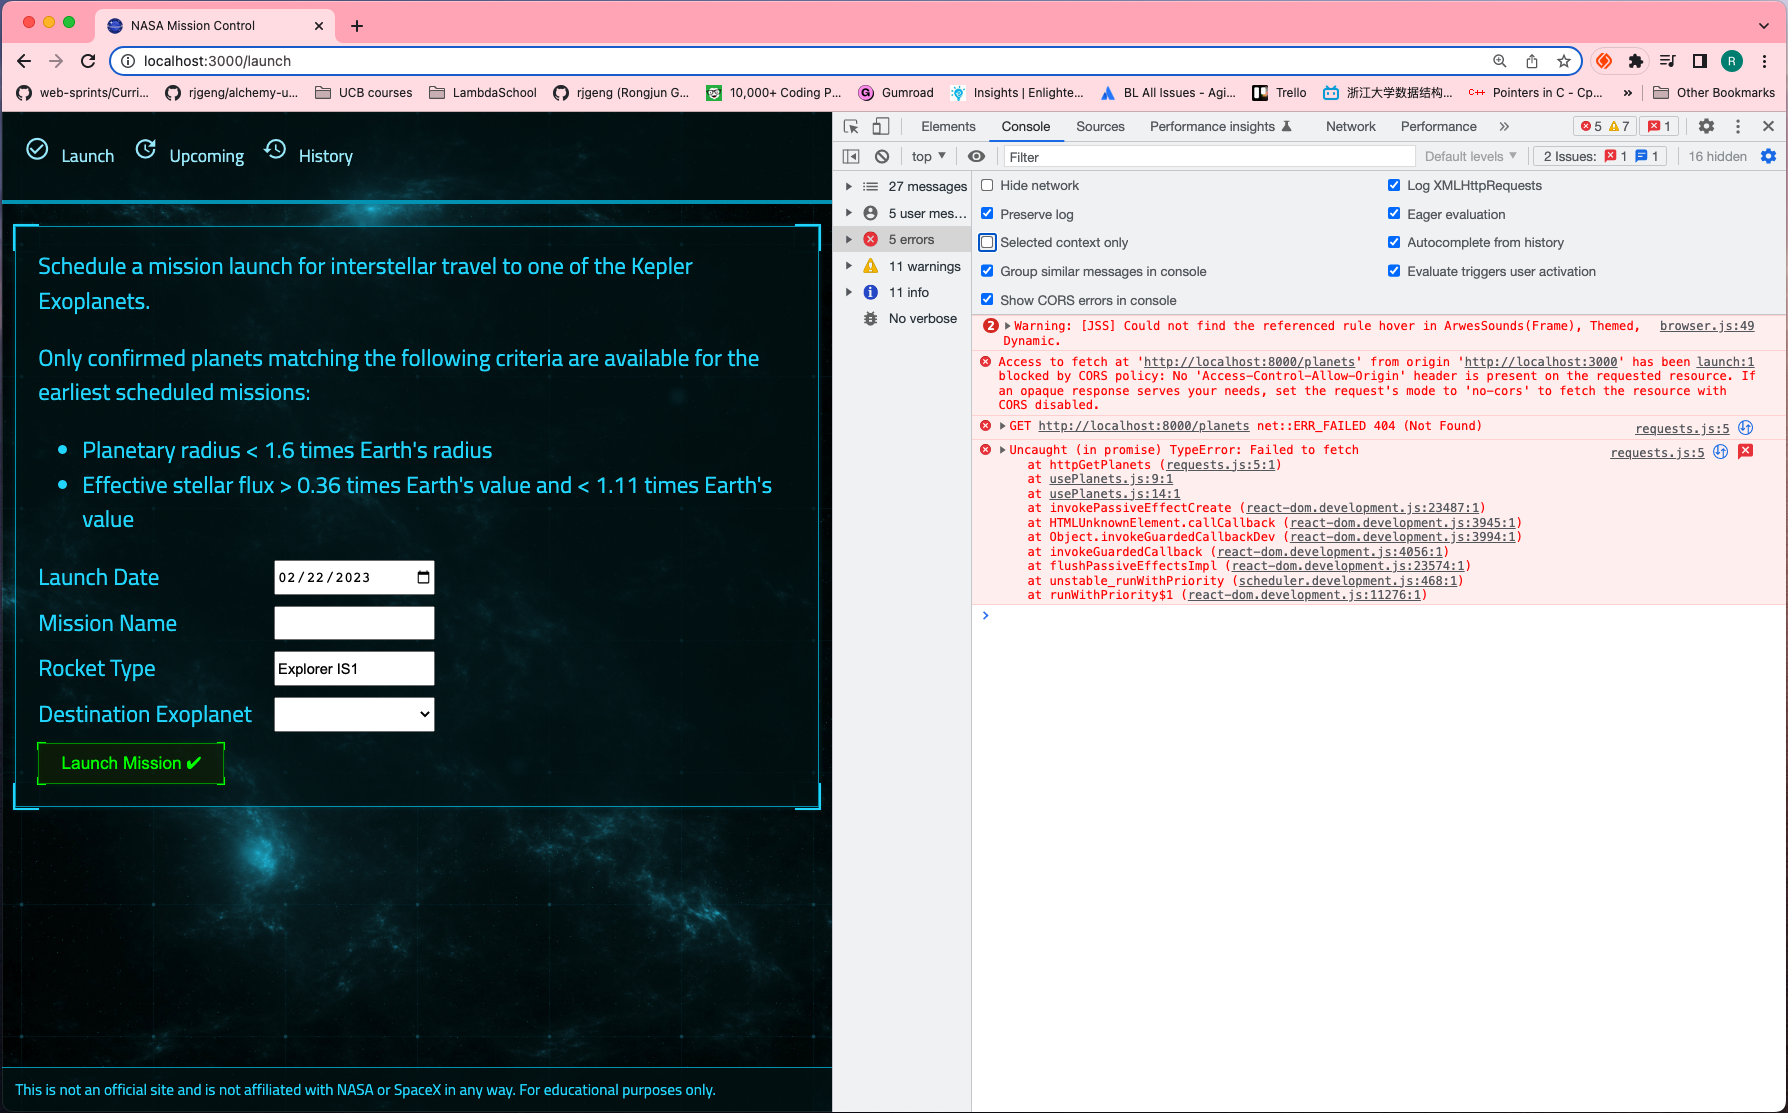 NASA Mission Control
localhost:3000/launch
R
web-sprints/Curri...
rjgeng/alchemy-u...
UCB courses
LambdaSchool
rjgeng (Rongjun G...
10,000+ Coding P...
Gumroad
Insights | Enlighte...
BL All Issues - Agi...
Trello
浙江大学数据结构...
C++ Pointers in C - Cp...
»
Other Bookmarks
Launch
Upcoming
History
Schedule a mission launch for interstellar travel to one of the Kepler
Exoplanets.
Only confirmed planets matching the following criteria are available for the
earliest scheduled missions:
• Planetary radius < 1.6 times Earth's radius
• Effective stellar flux > 0.36 times Earth's value and < 1.11 times Earth's
value
Launch Date
02/22/2023
Mission Name
Rocket Type
Explorer IS1
Destination Exoplanet
Launch Mission ✔
This is not an official site and is not affiliated with NASA or SpaceX in any way. For educational purposes only.
Elements
Console
Sources
Performance insights
Network
Performance
»
5
7
1
top
Filter
Default levels
2 Issues:
1
1
16 hidden
27 messages
5 user mes...
5 errors
11 warnings
11 info
No verbose
Hide network
Log XMLHttpRequests
Preserve log
Eager evaluation
Selected context only
Autocomplete from history
Group similar messages in console
Evaluate triggers user activation
Show CORS errors in console
2 Warning: [JSS] Could not find the referenced rule hover in ArwesSounds(Frame), Themed, browser.js:49
Dynamic.
Access to fetch at 'http://localhost:8000/planets' from origin 'http://localhost:3000' has been launch:1
blocked by CORS policy: No 'Access-Control-Allow-Origin' header is present on the requested resource. If
an opaque response serves your needs, set the request's mode to 'no-cors' to fetch the resource with
CORS disabled.
GET http://localhost:8000/planets net::ERR_FAILED 404 (Not Found) requests.js:5
Uncaught (in promise) TypeError: Failed to fetch requests.js:5
at httpGetPlanets (requests.js:5:1)
at usePlanets.js:9:1
at usePlanets.js:14:1
at invokePassiveEffectCreate (react-dom.development.js:23487:1)
at HTMLUnknownElement.callCallback (react-dom.development.js:3945:1)
at Object.invokeGuardedCallbackDev (react-dom.development.js:3994:1)
at invokeGuardedCallback (react-dom.development.js:4056:1)
at flushPassiveEffectsImpl (react-dom.development.js:23574:1)
at unstable_runWithPriority (scheduler.development.js:468:1)
at runWithPriority$1 (react-dom.development.js:11276:1)